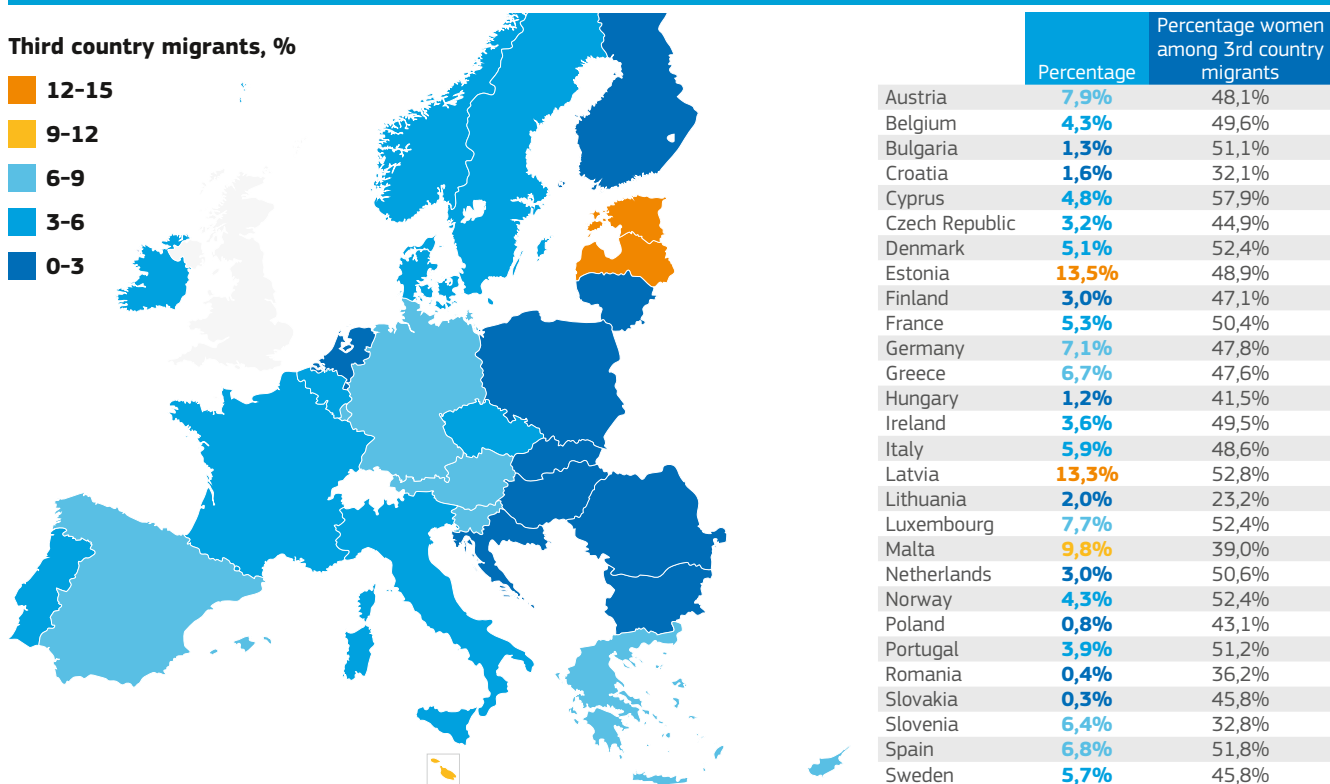 Third country migrants, %
12–15
9–12
6–9
3–6
0–3
Percentage
Percentage women
among 3rd country
migrants
Austria 7,9% 48,1%
Belgium 4,3% 49,6%
Bulgaria 1,3% 51,1%
Croatia 1,6% 32,1%
Cyprus 4,8% 57,9%
Czech Republic 3,2% 44,9%
Denmark 5,1% 52,4%
Estonia 13,5% 48,9%
Finland 3,0% 47,1%
France 5,3% 50,4%
Germany 7,1% 47,8%
Greece 6,7% 47,6%
Hungary 1,2% 41,5%
Ireland 3,6% 49,5%
Italy 5,9% 48,6%
Latvia 13,3% 52,8%
Lithuania 2,0% 23,2%
Luxembourg 7,7% 52,4%
Malta 9,8% 39,0%
Netherlands 3,0% 50,6%
Norway 4,3% 52,4%
Poland 0,8% 43,1%
Portugal 3,9% 51,2%
Romania 0,4% 36,2%
Slovakia 0,3% 45,8%
Slovenia 6,4% 32,8%
Spain 6,8% 51,8%
Sweden 5,7% 45,8%